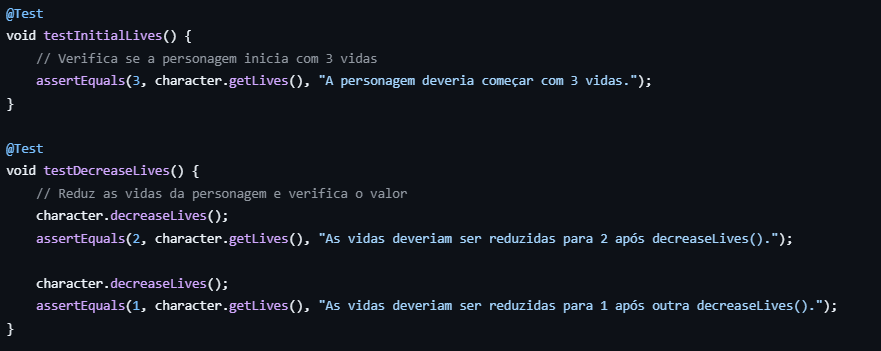 @Test
void testInitialLives() {
    // Verifica se a personagem inicia com 3 vidas
    assertEquals(3, character.getLives(), "A personagem deveria começar com 3 vidas.");
}

@Test
void testDecreaseLives() {
    // Reduz as vidas da personagem e verifica o valor
    character.decreaseLives();
    assertEquals(2, character.getLives(), "As vidas deveriam ser reduzidas para 2 após decreaseLives().");

    character.decreaseLives();
    assertEquals(1, character.getLives(), "As vidas deveriam ser reduzidas para 1 após outra decreaseLives().");
}